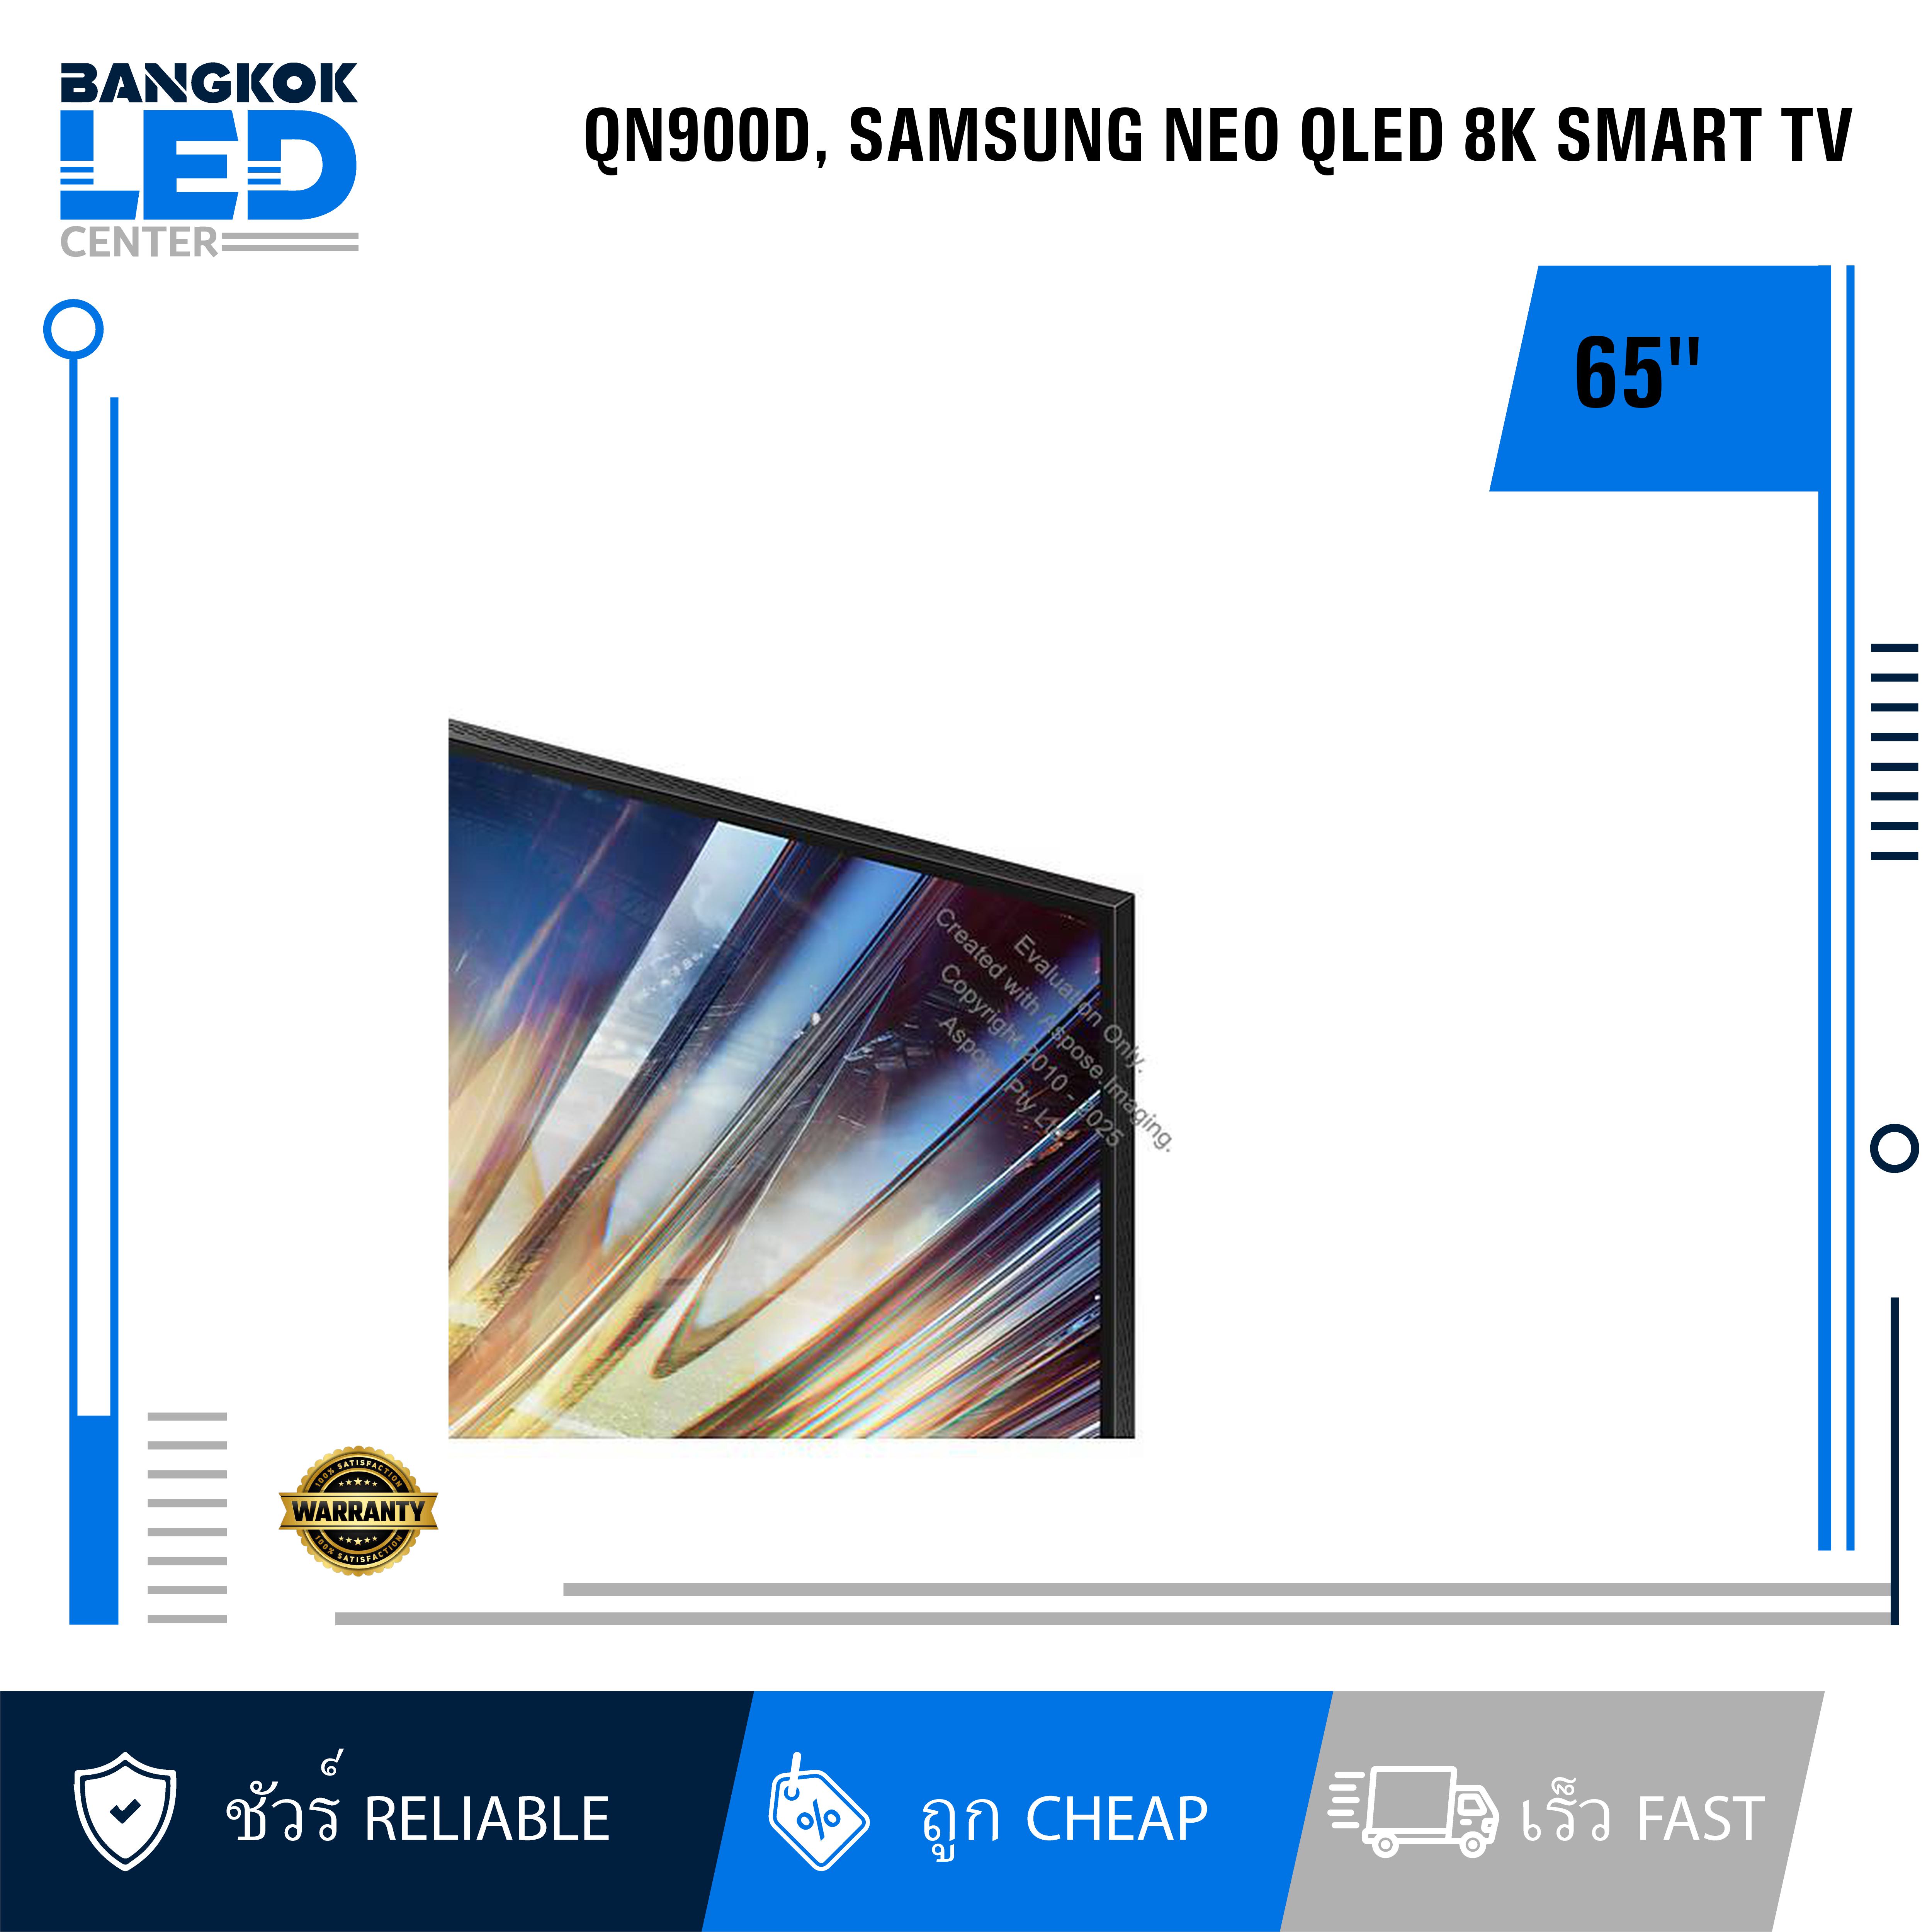 BANGKOK
LED
CENTER
QN900D, SAMSUNG NEO QLED 8K SMART TV
65"
Evaluation Only.
Created with Aspose.Imaging.
Copyright 2010 - 2025
Aspose Pty Ltd.
100% SATISFACTION
WARRANTY
100% SATISFACTION
ชัวร์ RELIABLE
% ถูก CHEAP
เร็ว FAST